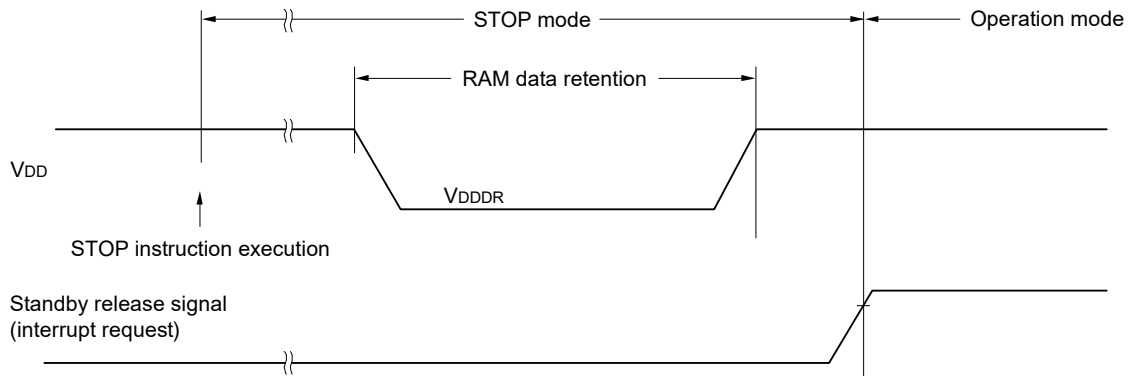 STOP mode
Operation mode
RAM data retention
VDD
VDDDR
STOP instruction execution
Standby release signal
(interrupt request)